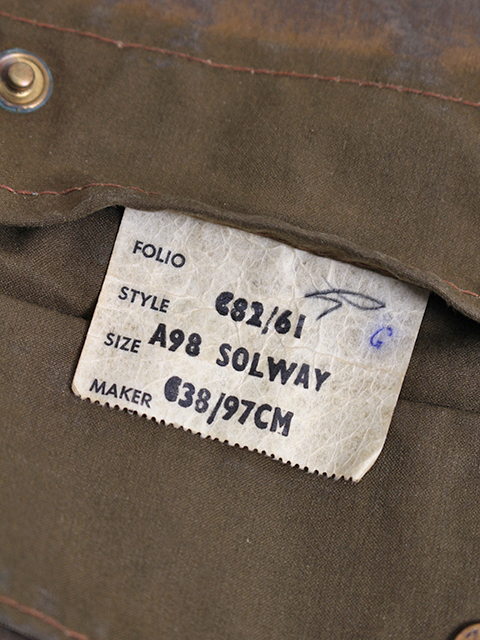 FOLIO
STYLE C82/61
SIZE A98 SOLWAY
MAKER C38/97CM